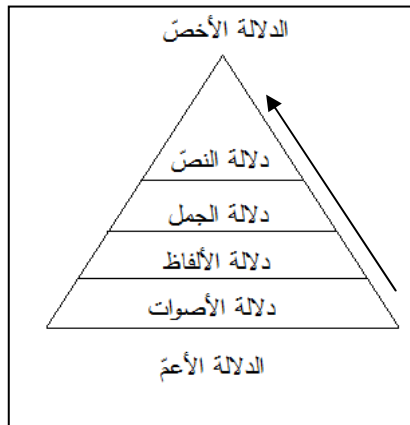 الدلالة الأخصّ
دلالة النصّ
دلالة الجمل
دلالة الألفاظ
دلالة الأصوات
الدلالة الأعمّ